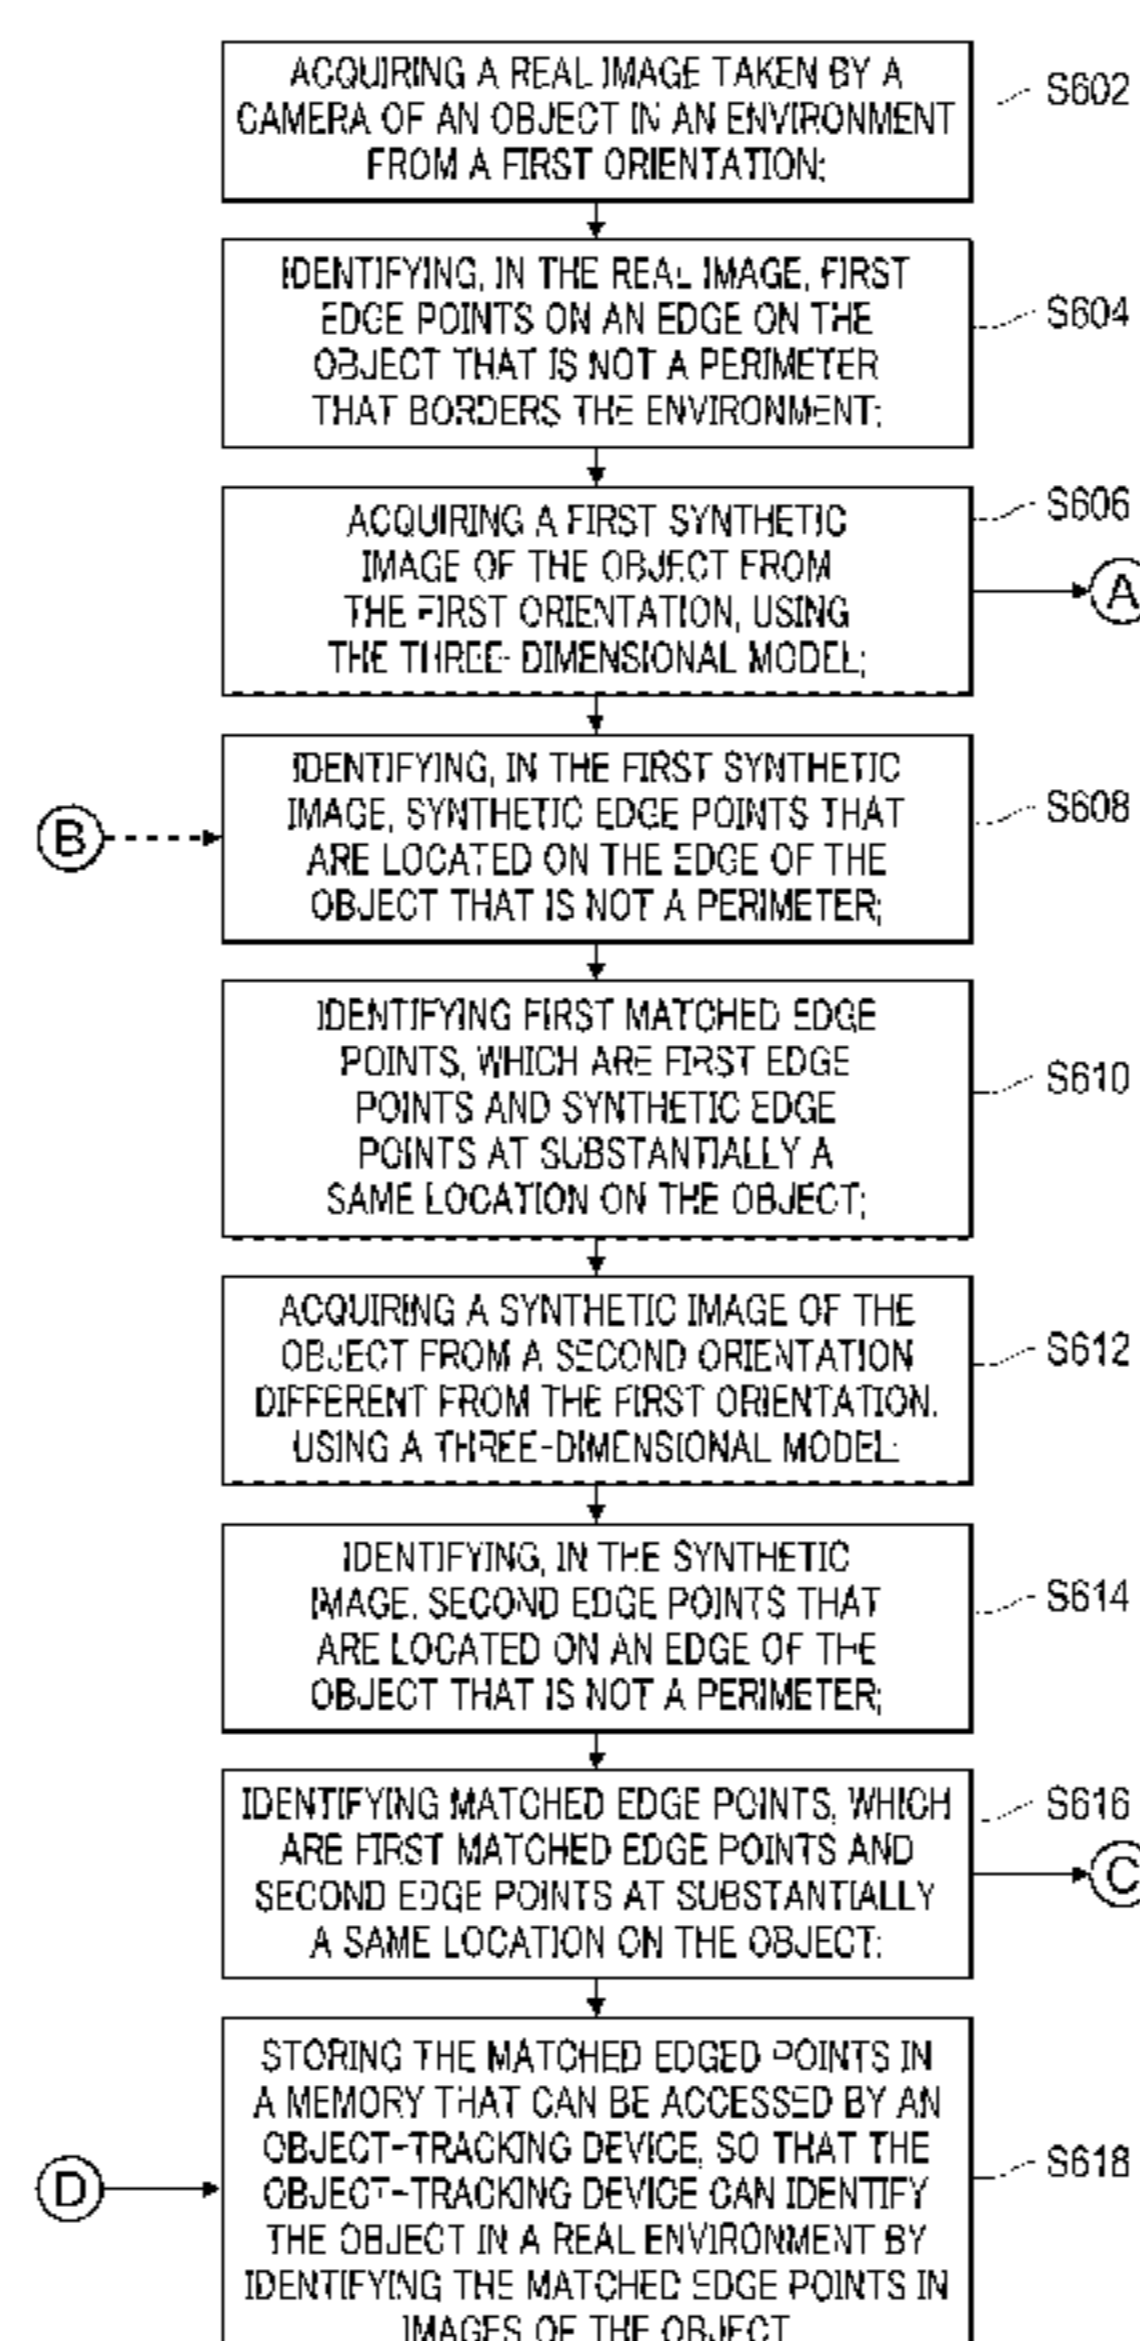 ACQUIRING A REAL IMAGE TAKEN BY A
CAMERA OF AN OBJECT IN AN ENVIRONMENT
FROM A FIRST ORIENTATION;
S602
IDENTIFYING, IN THE REAL IMAGE, FIRST
EDGE POINTS ON AN EDGE ON THE
OBJECT THAT IS NOT A PERIMETER
THAT BORDERS THE ENVIRONMENT;
S604
ACQUIRING A FIRST SYNTHETIC
IMAGE OF THE OBJECT FROM
THE FIRST ORIENTATION, USING
THE THREE- DIMENSIONAL MODEL;
S606
A
IDENTIFYING, IN THE FIRST SYNTHETIC
IMAGE, SYNTHETIC EDGE POINTS THAT
ARE LOCATED ON THE EDGE OF THE
OBJECT THAT IS NOT A PERIMETER;
S608
B
IDENTIFYING FIRST MATCHED EDGE
POINTS, WHICH ARE FIRST EDGE
POINTS AND SYNTHETIC EDGE
POINTS AT SUBSTANTIALLY A
SAME LOCATION ON THE OBJECT;
S610
ACQUIRING A SYNTHETIC IMAGE OF THE
OBJECT FROM A SECOND ORIENTATION
DIFFERENT FROM THE FIRST ORIENTATION,
USING A THREE-DIMENSIONAL MODEL;
S612
IDENTIFYING, IN THE SYNTHETIC
IMAGE, SECOND EDGE POINTS THAT
ARE LOCATED ON AN EDGE OF THE
OBJECT THAT IS NOT A PERIMETER;
S614
IDENTIFYING MATCHED EDGE POINTS, WHICH
ARE FIRST MATCHED EDGE POINTS AND
SECOND EDGE POINTS AT SUBSTANTIALLY
A SAME LOCATION ON THE OBJECT;
S616
C
STORING THE MATCHED EDGED POINTS IN
A MEMORY THAT CAN BE ACCESSED BY AN
OBJECT-TRACKING DEVICE, SO THAT THE
OBJECT-TRACKING DEVICE CAN IDENTIFY
THE OBJECT IN A REAL ENVIRONMENT BY
IDENTIFYING THE MATCHED EDGE POINTS IN
IMAGES OF THE OBJECT
S618
D